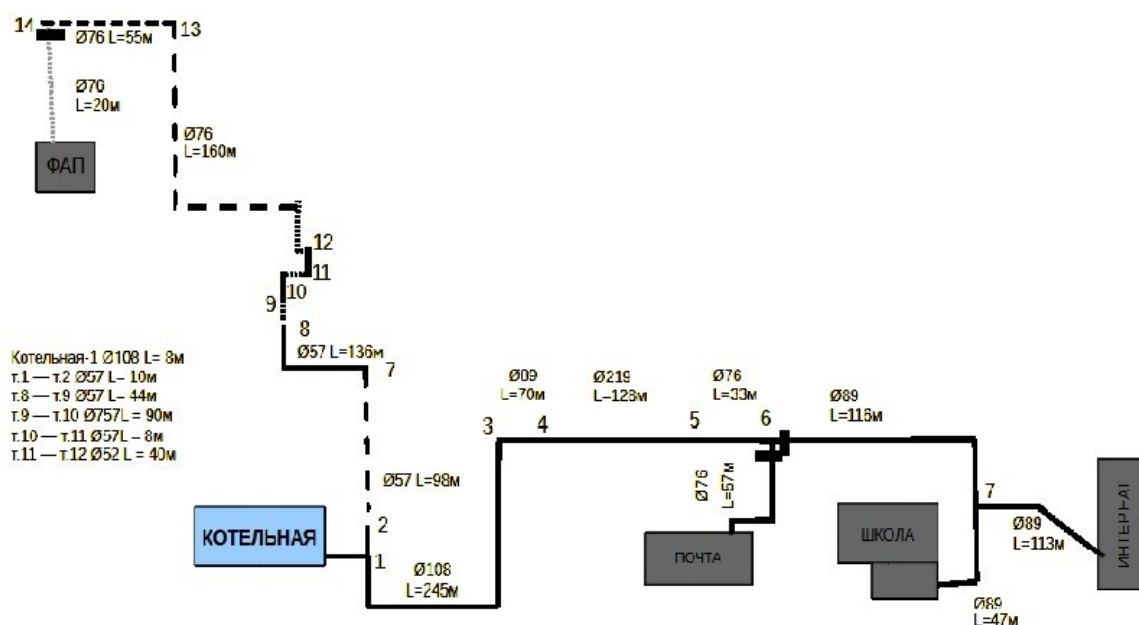 14
Ø76 L=55м
13
Ø76
L=20м
ФАП
Ø76
L=160м
12
11
10
9
8
Ø57 L=136м
7
Котельная-1 Ø108 L= 8м
т.1 — т.2 Ø57 L= 10м
т.8 — т.9 Ø57 L= 44м
т.9 — т.10 Ø757L = 90м
т.10 — т.11 Ø57L = 8м
т.11 — т.12 Ø52 L = 40м
Ø09
L=70м
Ø219
L=128м
Ø76
L=33м
Ø89
L=116м
3
4
5
6
Ø57 L=98м
Ø76
L=57м
2
7
КОТЕЛЬНАЯ
1
Ø108
L=245м
ПОЧТА
ШКОЛА
Ø89
L=113м
ИНТЕРНАТ
Ø89
L=47м